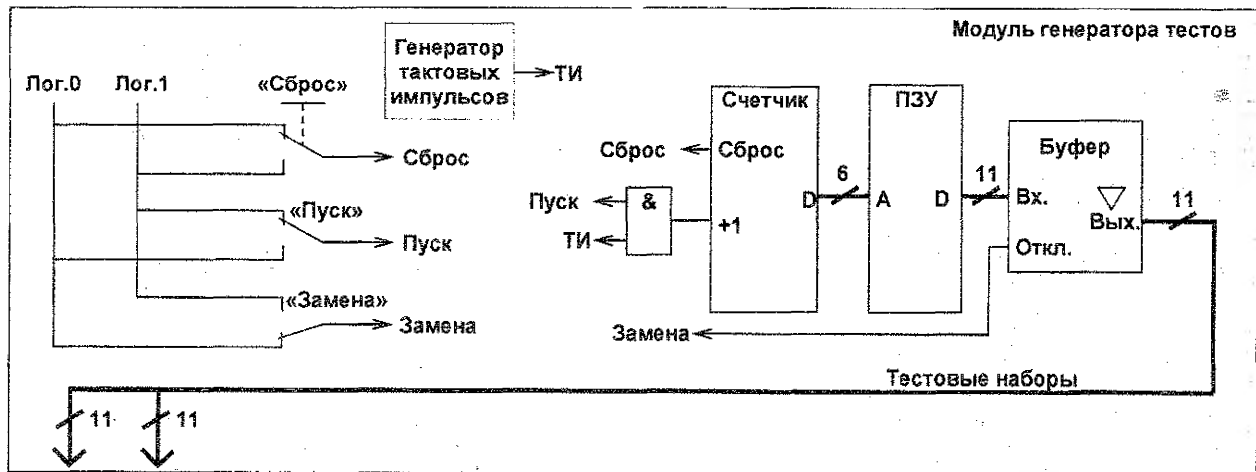 Модуль генератора тестов
Генератор
тактовых
импульсов
ТИ
Лог.0
Лог.1
«Сброс»
Сброс
«Пуск»
Пуск
«Замена»
Замена
Счетчик
Сброс
Сброс
Пуск
&
ТИ
+1
D
6
ПЗУ
A
D
11
Буфер
Вх.
Вых.
Откл.
11
Замена
Тестовые наборы
11
11